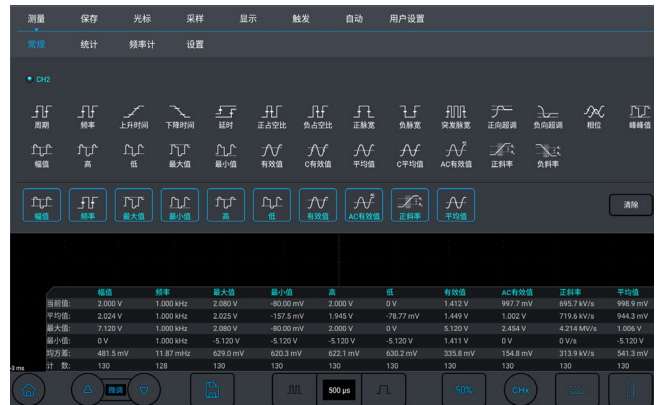 测量 保存 光标 采样 显示 触发 自动 用户设置
常规 统计 频率计 设置
CH2
周期 频率 上升时间 下降时间 延时 正占空比 负占空比 正脉宽 负脉宽 突发脉宽 正向超调 负向超调 相位 峰峰值
幅值 高 低 最大值 最小值 有效值 C有效值 平均值 C平均值 AC有效值 正斜率 负斜率
幅值 频率 最大值 最小值 高 低 有效值 AC有效值 正斜率 平均值 清除
幅值 频率 最大值 最小值 高 低 有效值 AC有效值 正斜率 平均值
当前值: 2.000 V 1.000 kHz 2.080 V -80.00 mV 2.000 V 0 V 1.412 V 997.7 mV 695.7 kV/s 998.9 mV
平均值: 2.024 V 1.000 kHz 2.025 V -157.5 mV 1.945 V -78.77 mV 1.449 V 1.002 V 719.6 kV/s 944.3 mV
最大值: 7.120 V 1.000 kHz 2.080 V -80.00 mV 2.000 V 0 V 5.120 V 2.454 V 4.214 MV/s 1.006 V
最小值: 0 V 1.000 kHz -5.120 V -5.120 V -5.120 V -5.120 V 1.411 V 0 V 0 V/s -5.120 V
均方差: 481.5 mV 11.87 mHz 629.0 mV 620.3 mV 622.1 mV 630.2 mV 335.8 mV 154.8 mV 313.9 kV/s 541.3 mV
计 数: 130 128 130 130 130 130 130 130 130 130
-3 ms
微调 500 μs 50% CHx